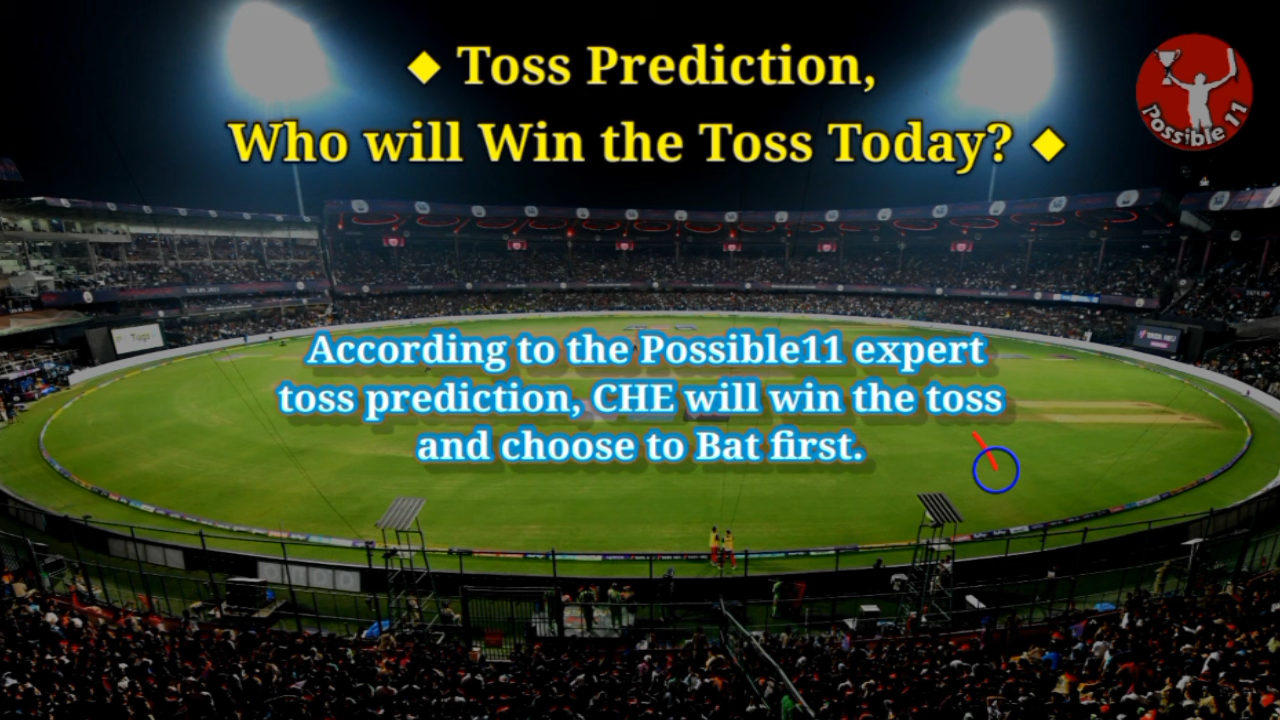 ◆ Toss Prediction,
Who will Win the Toss Today? ◆
Possible 11
According to the Possible11 expert
toss prediction, CHE will win the toss
and choose to Bat first.